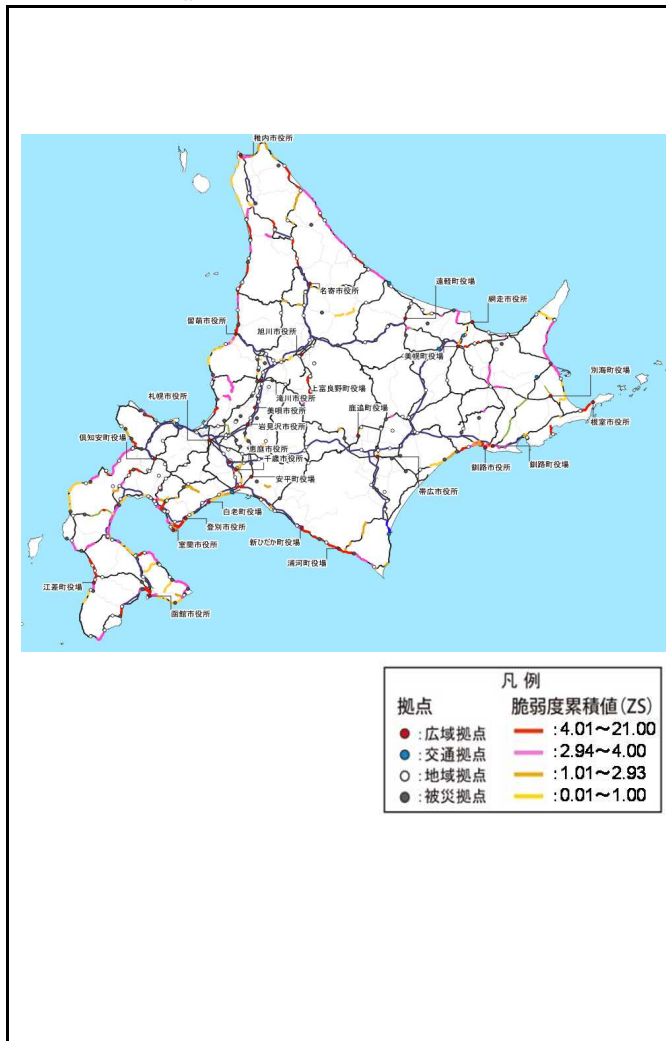 稚内市役所
遠軽町役場
名寄市役所
網走市役所
留萌市役所
旭川市役所
美幌町役場
別海町役場
上富良野町役場
滝川市役所
札幌市役所
鹿追町役場
美唄市役所
根室市役所
岩見沢市役所
倶知安町役場
恵庭市役所
釧路市役所
釧路町役場
千歳市役所
安平町役場
帯広市役所
白老町役場
登別市役所
新ひだか町役場
室蘭市役所
浦河町役場
江差町役場
函館市役所
凡例
拠点 脆弱度累積値(ZS)
:広域拠点 :4.01～21.00
:交通拠点 :2.94～4.00
:地域拠点 :1.01～2.93
:被災拠点 :0.01～1.00